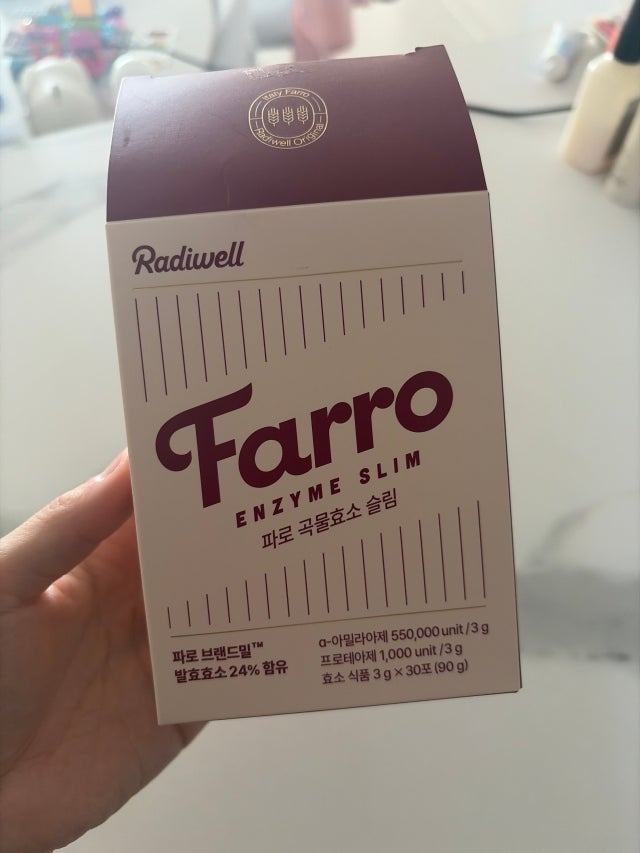 Italy Farro
Radiwell Original
Radiwell
Farro
ENZYME SLIM
파로 곡물효소 슬림
파로 브랜드밀™
발효효소 24% 함유
α-아밀라아제 550,000 unit / 3 g
프로테아제 1,000 unit / 3 g
효소 식품 3 g × 30포 (90 g)